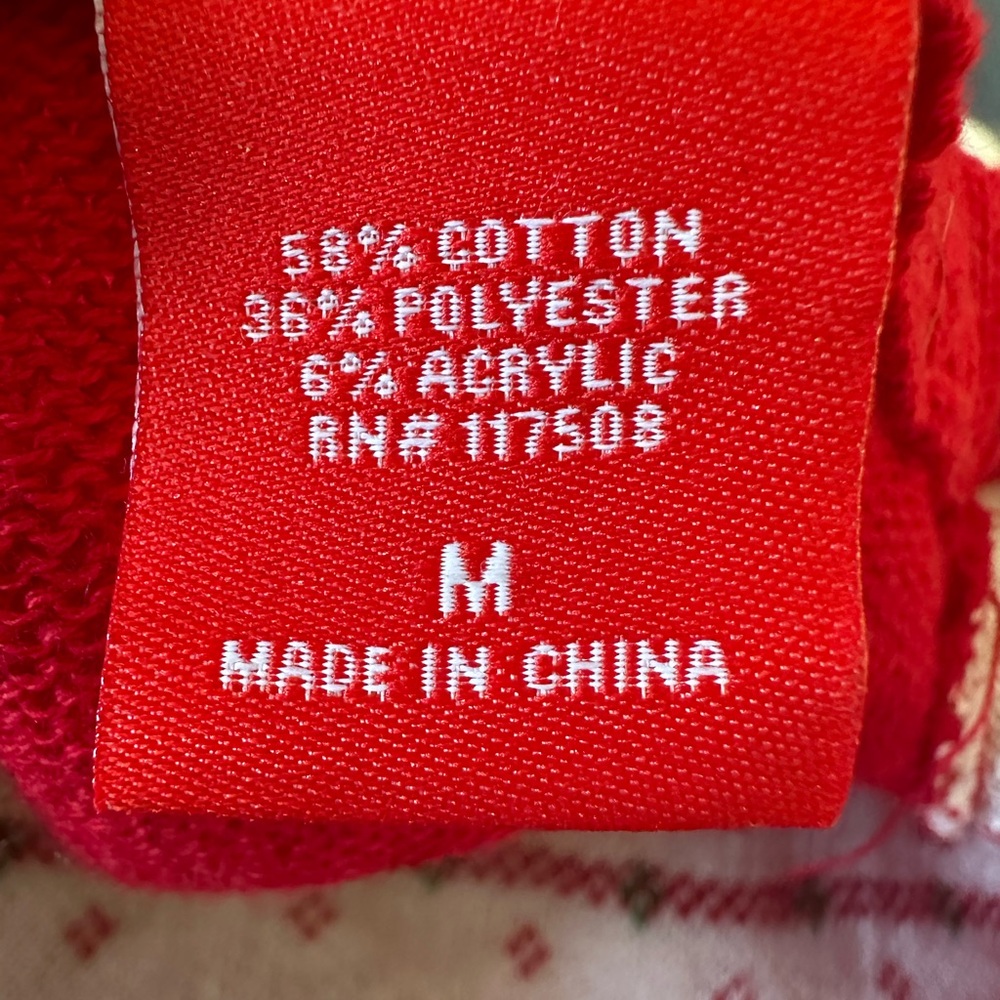 58% COTTON
36% POLYESTER
6% ACRYLIC
RN# 117508
M
MADE IN CHINA